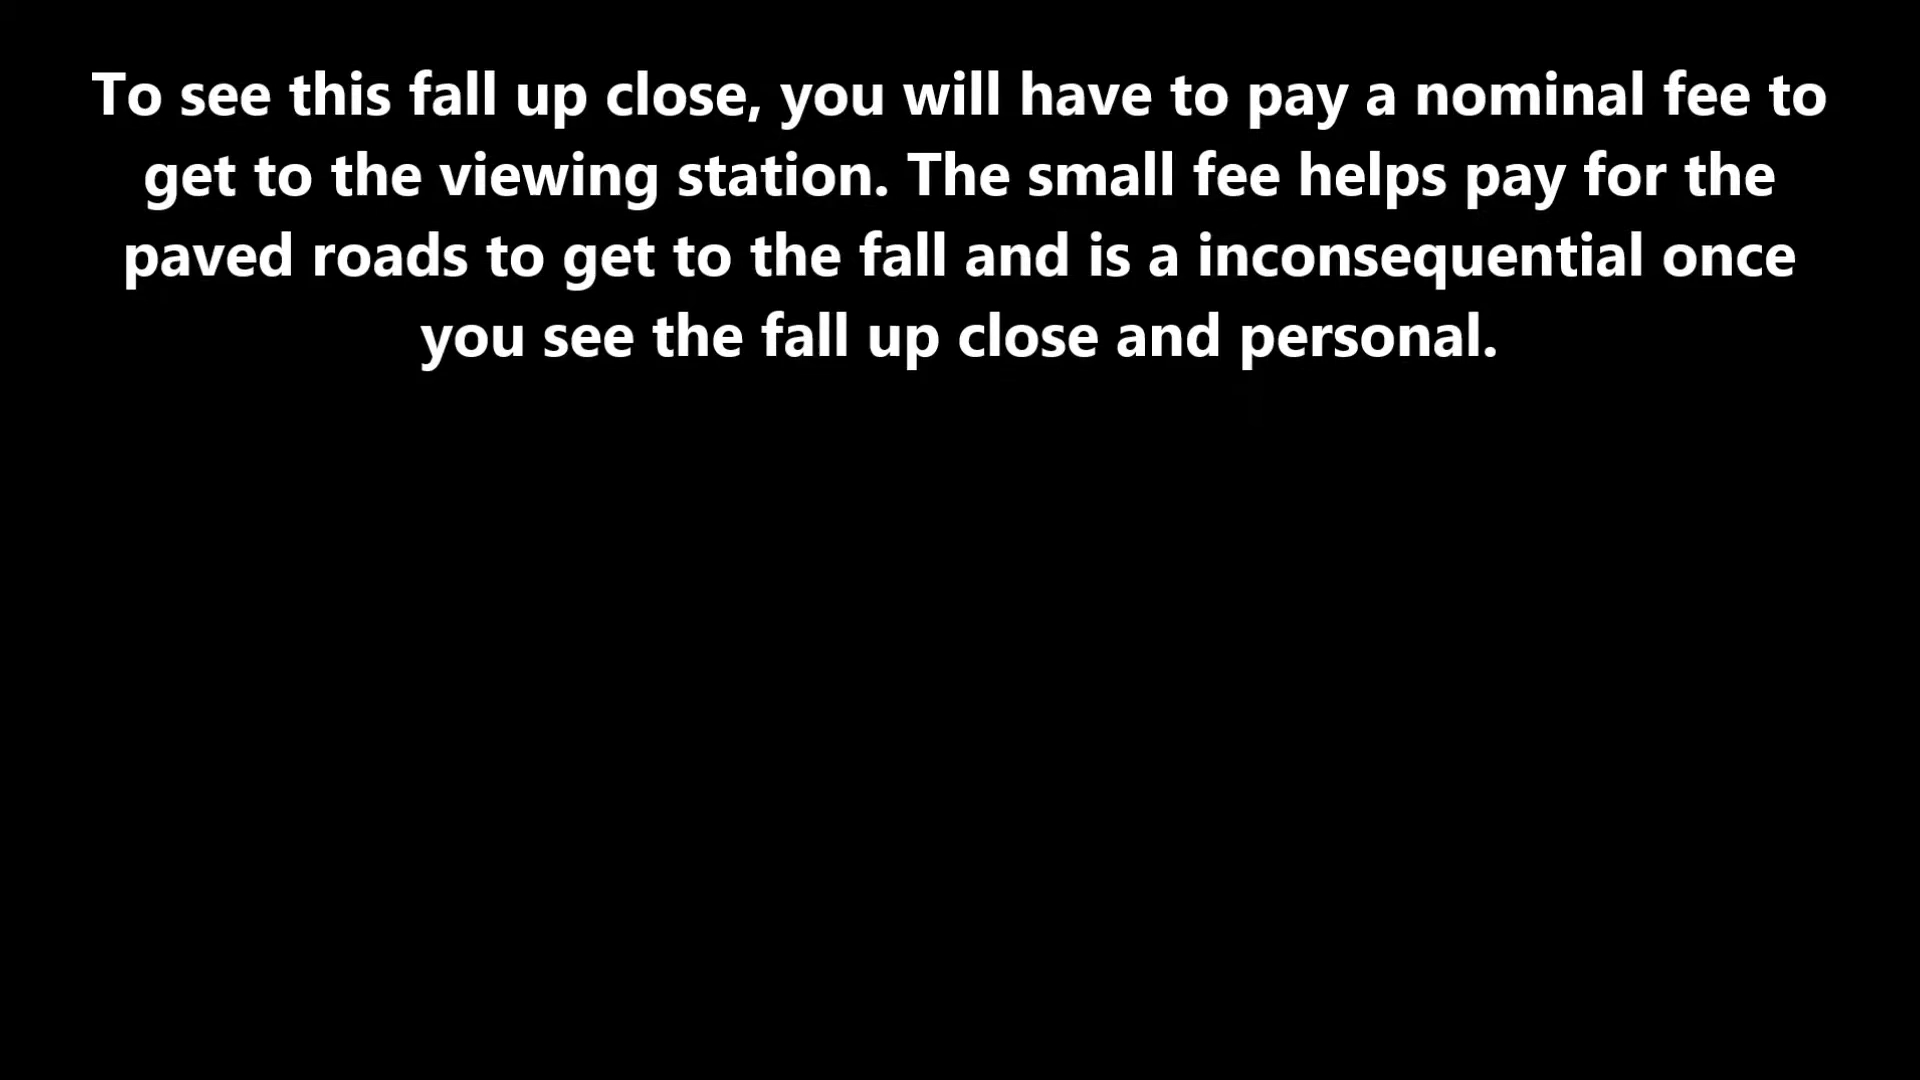 To see this fall up close, you will have to pay a nominal fee to
get to the viewing station. The small fee helps pay for the
paved roads to get to the fall and is a inconsequential once
you see the fall up close and personal.